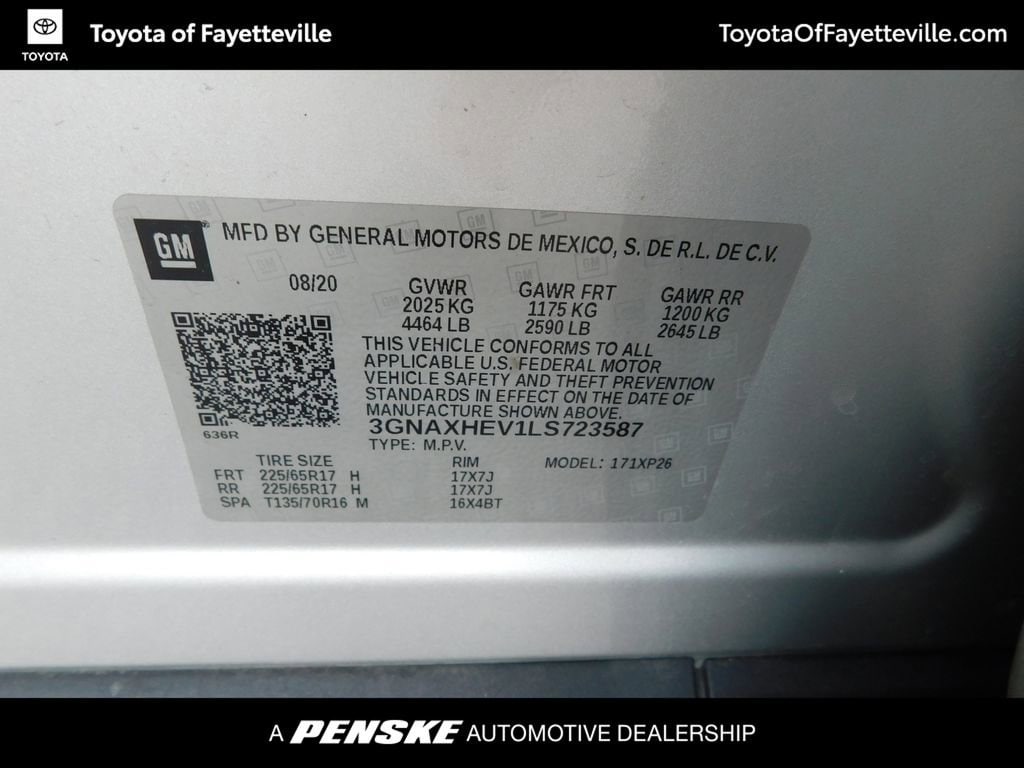 TOYOTA
Toyota of Fayetteville
ToyotaOfFayetteville.com
GM
MFD BY GENERAL MOTORS DE MEXICO, S. DE R.L. DE C.V.
08/20 GVWR GAWR FRT GAWR RR
2025 KG 1175 KG 1200 KG
4464 LB 2590 LB 2645 LB
THIS VEHICLE CONFORMS TO ALL
APPLICABLE U.S. FEDERAL MOTOR
VEHICLE SAFETY AND THEFT PREVENTION
STANDARDS IN EFFECT ON THE DATE OF
MANUFACTURE SHOWN ABOVE.
636R
3GNAXHEV1LS723587
TYPE: M.P.V.
TIRE SIZE RIM MODEL: 171XP26
FRT 225/65R17 H 17X7J
RR 225/65R17 H 17X7J
SPA T135/70R16 M 16X4BT
A PENSKE AUTOMOTIVE DEALERSHIP